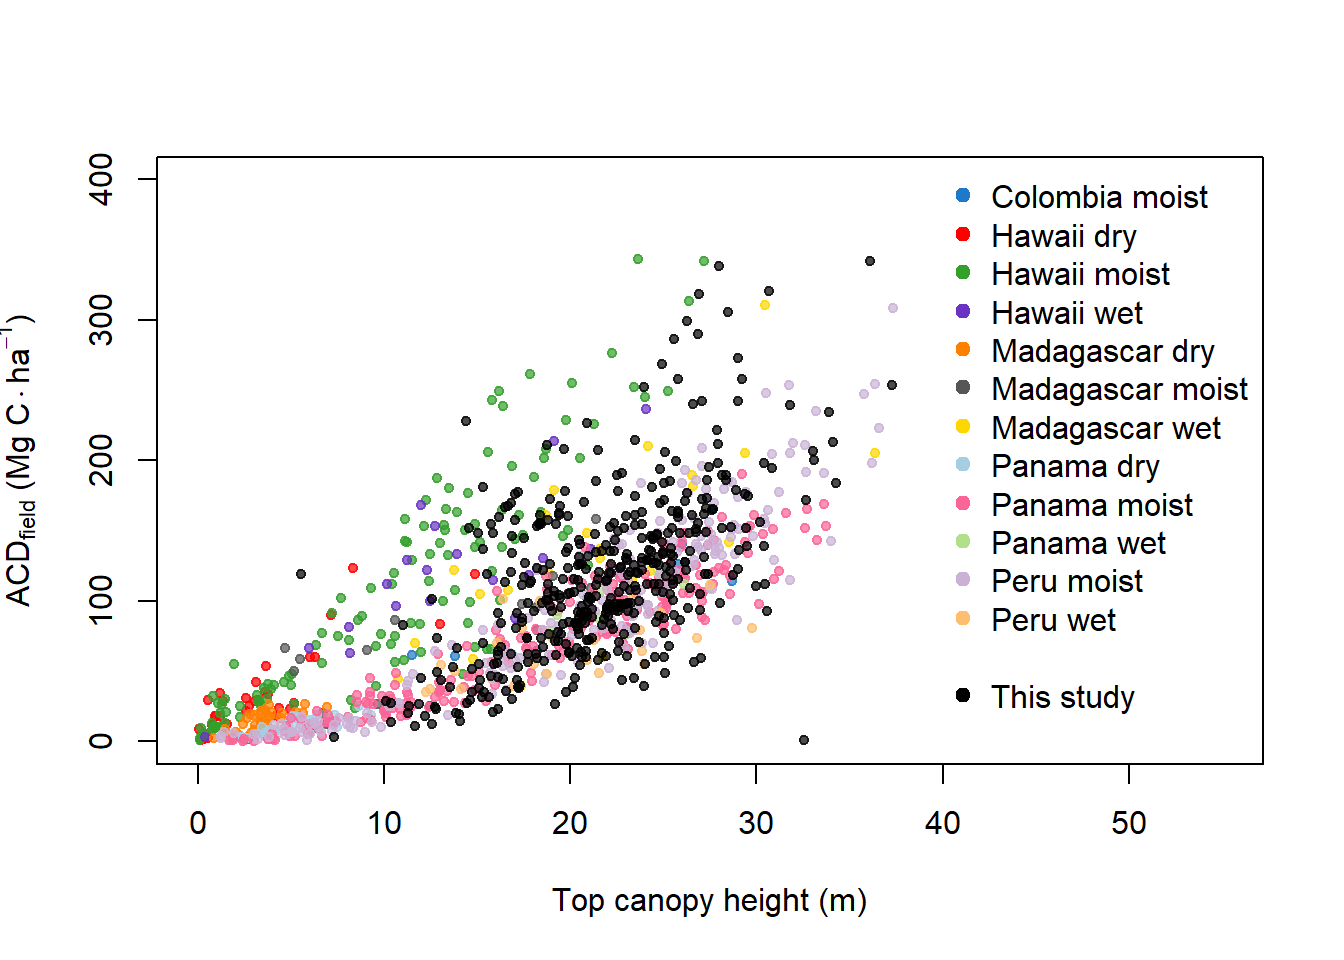 400
300
200
100
0
ACD_field (Mg C · ha⁻¹)
Colombia moist
Hawaii dry
Hawaii moist
Hawaii wet
Madagascar dry
Madagascar moist
Madagascar wet
Panama dry
Panama moist
Panama wet
Peru moist
Peru wet
This study
0 10 20 30 40 50
Top canopy height (m)